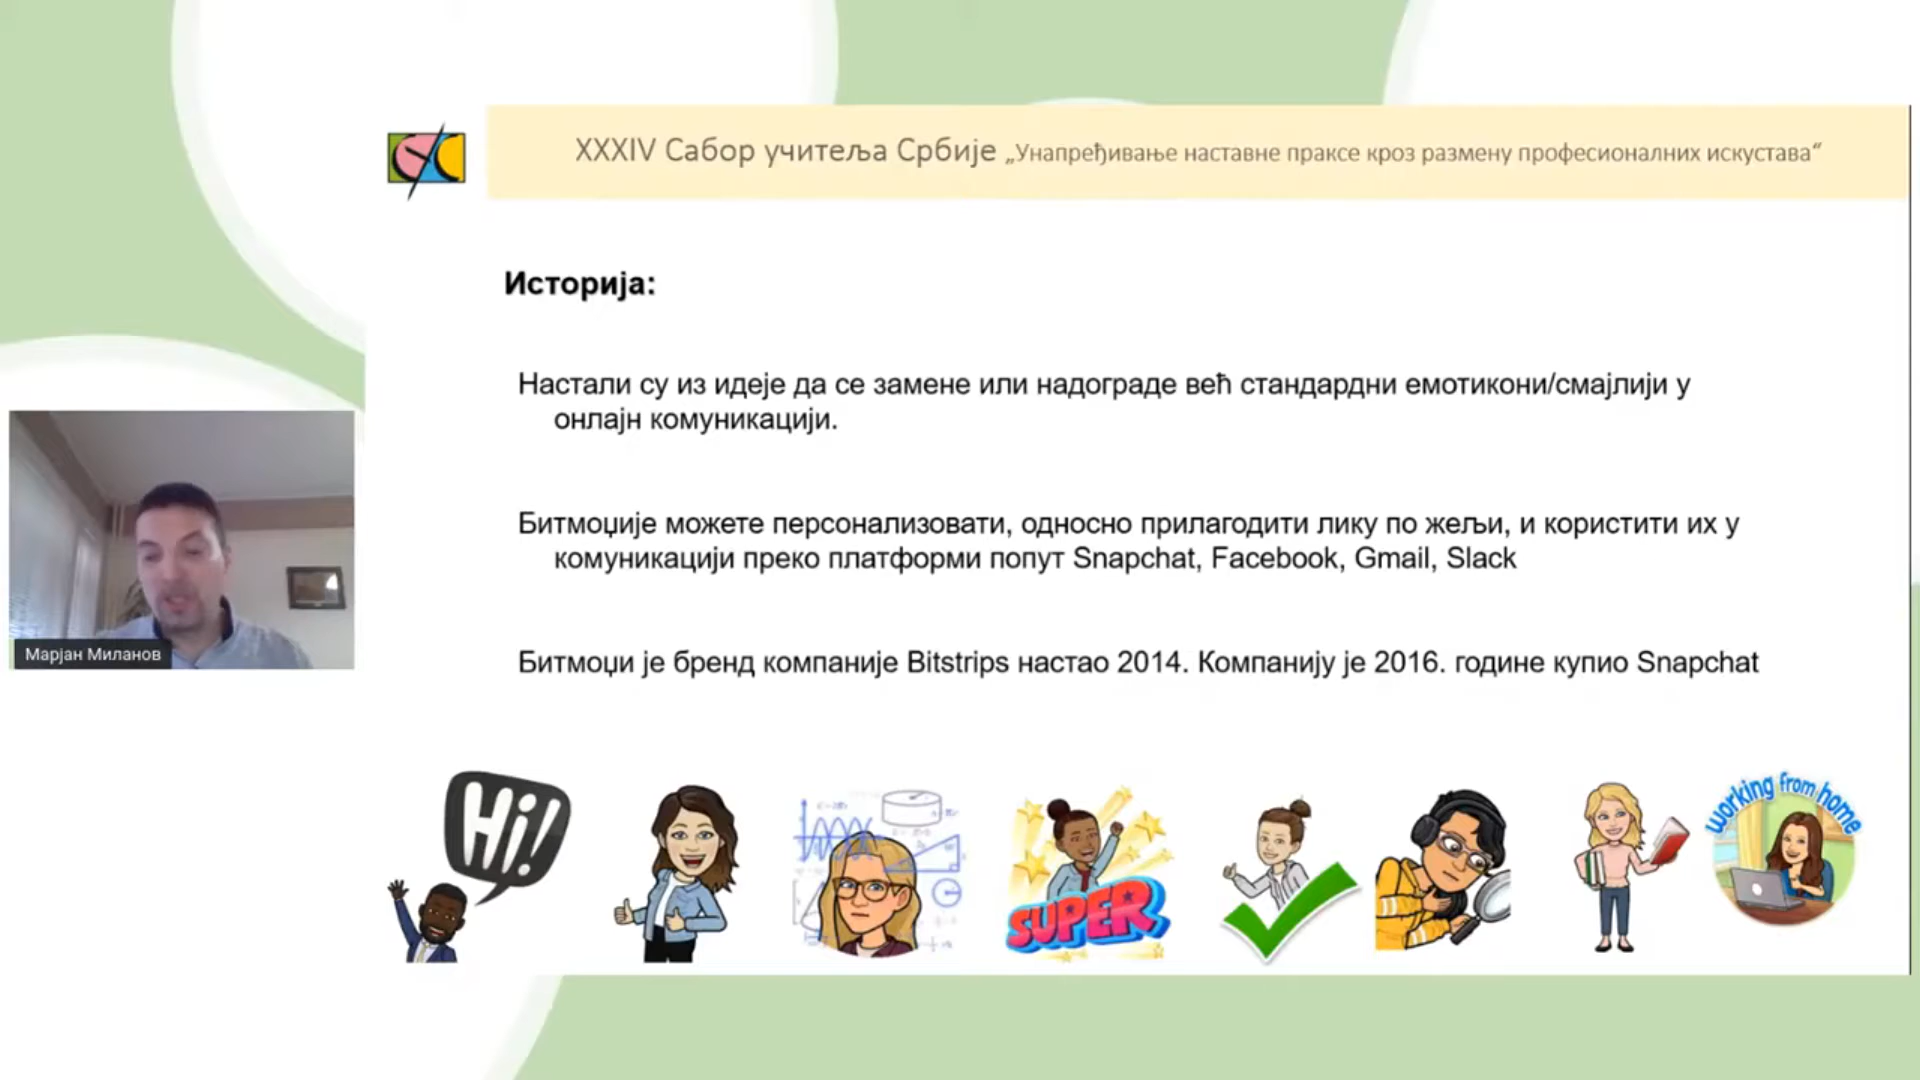 XXXIV Сабор учитеља Србије „Унапређивање наставне праксе кроз размену професионалних искустава“
Историја:
Настали су из идеје да се замене или надограде већ стандардни емотикони/смајлији у
онлајн комуникацији.
Битмоџије можете персонализовати, односно прилагодити лику по жељи, и користити их у
комуникацији преко платформи попут Snapchat, Facebook, Gmail, Slack
Битмоџи је бренд компаније Bitstrips настао 2014. Компанију је 2016. године купио Snapchat
Марјан Миланов
Hi!
SUPER
working from home